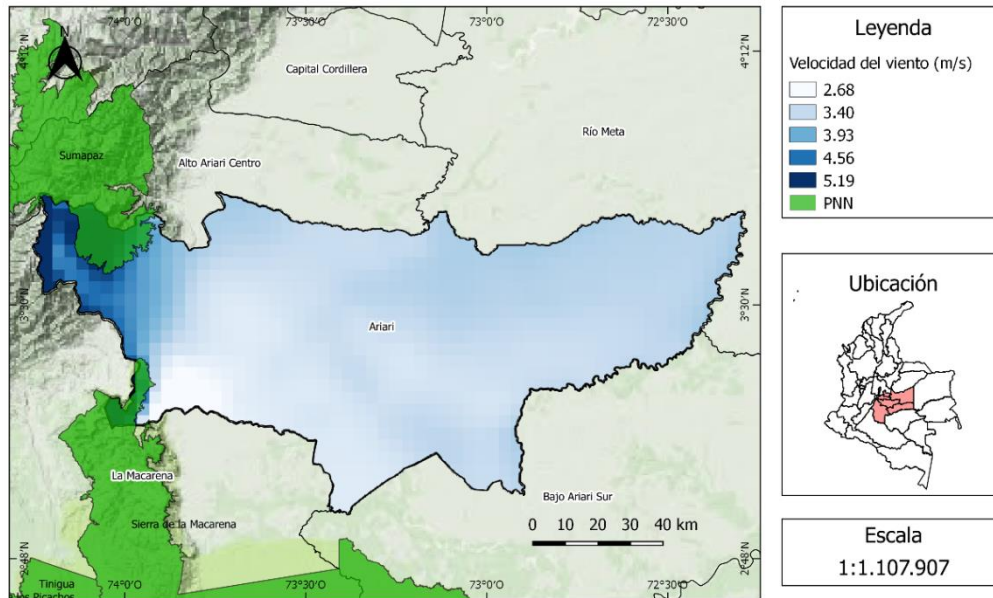 74°0'O
73°30'O
73°0'O
72°30'O
4°12'N
N
4°12'N
Capital Cordillera
Río Meta
Sumapaz
Alto Ariari Centro
3°30'N
Ariari
3°30'N
La Macarena
Sierra de la Macarena
Bajo Ariari Sur
0 10 20 30 40 km
2°48'N
2°48'N
Tinigua
Picachos
74°0'O
73°30'O
73°0'O
72°30'O
Leyenda
Velocidad del viento (m/s)
2.68
3.40
3.93
4.56
5.19
PNN
Ubicación
Escala
1:1.107.907